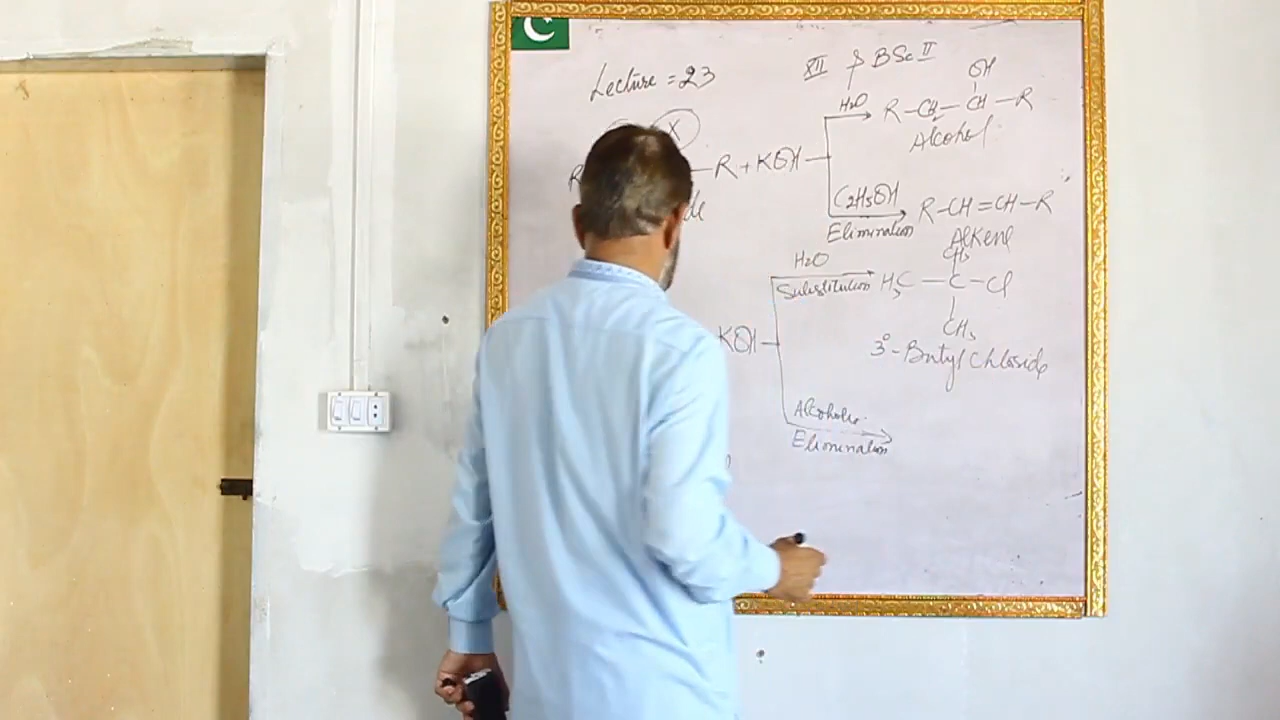 Lecture = 23
XII & BSc II
X
R + KOH
H2O
OH
R - CH - CH - R
Alcohol
C2H5OH
Elimination
R - CH = CH - R
Alkene
KOH
H2O
Substitution
CH3
H3C - C - Cl
CH3
3° - Butyl Chloride
Alcoholic
Elimination